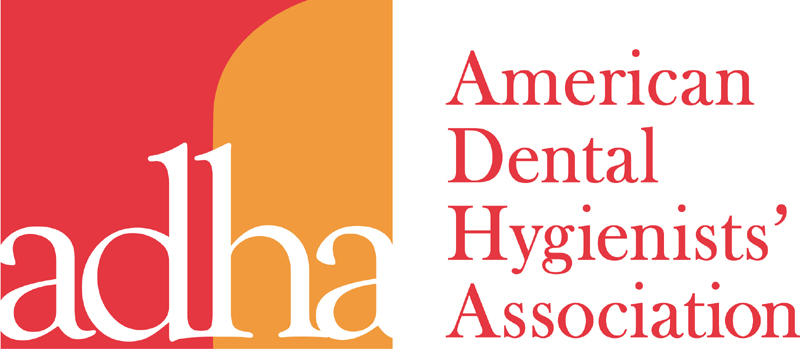 adha
American
Dental
Hygienists’
Association